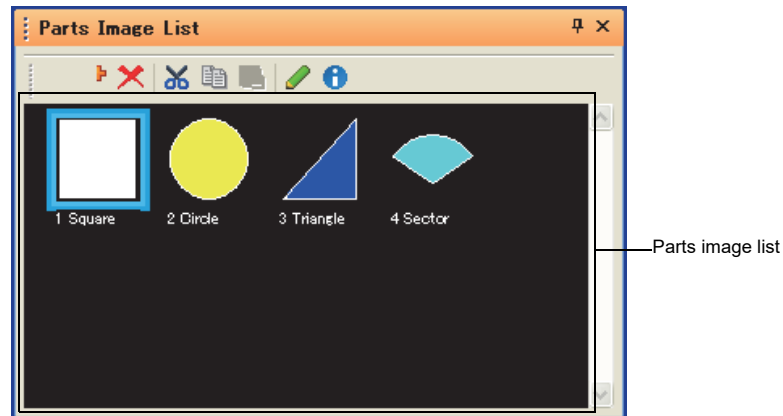 Parts Image List
1 Square
2 Circle
3 Triangle
4 Sector
Parts image list